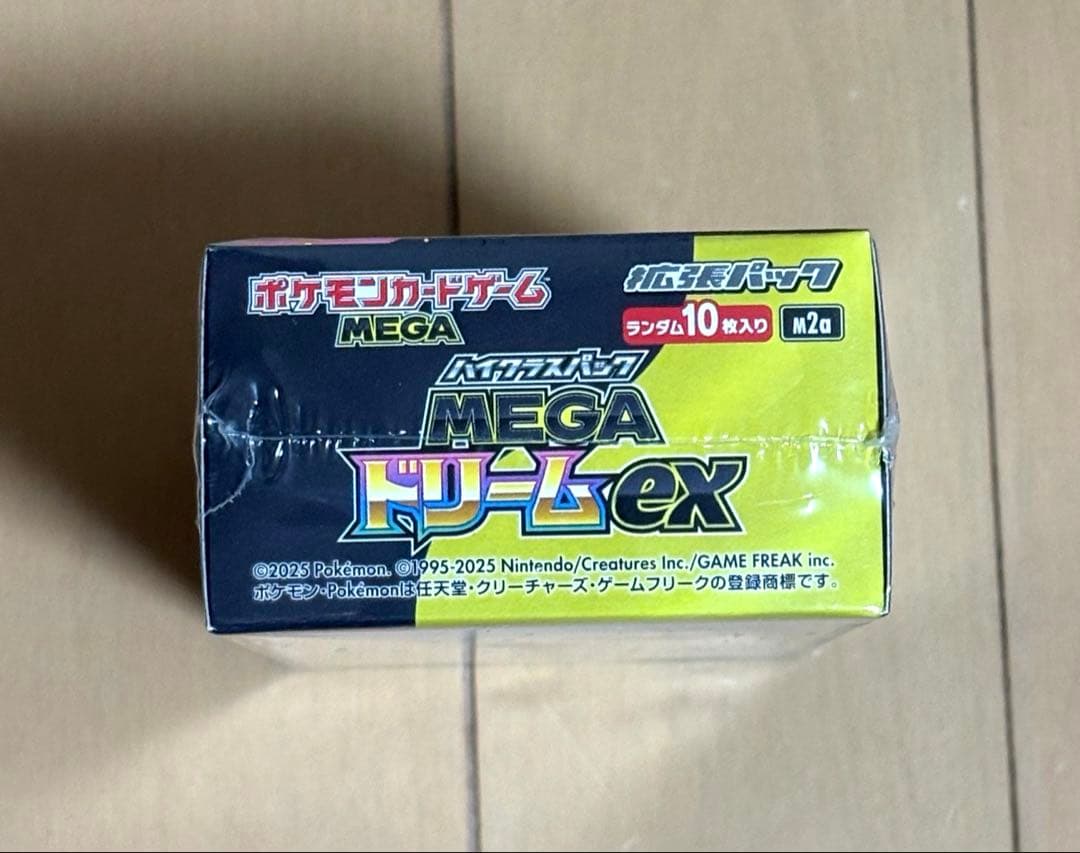 ポケモンカードゲーム
MEGA
拡張パック
ランダム10枚入り M2a
ハイクラスパック
MEGA
ドリームex
©2025 Pokémon. ©1995-2025 Nintendo/Creatures Inc./GAME FREAK inc.
ポケモン・Pokémonは任天堂・クリーチャーズ・ゲームフリークの登録商標です。